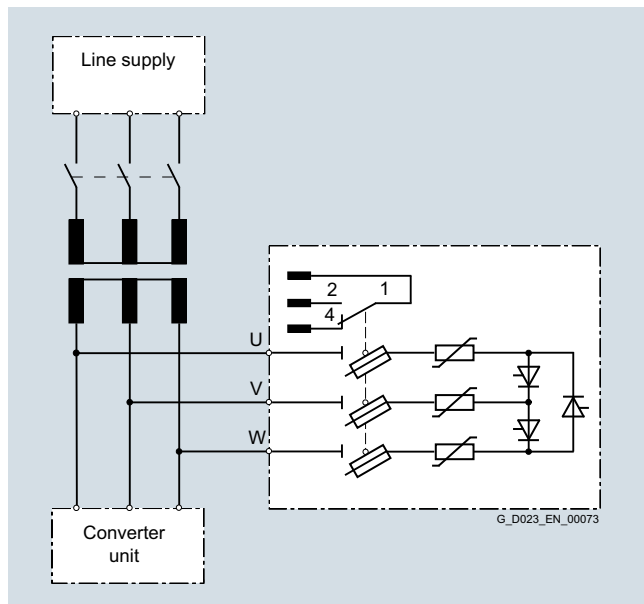 Line supply
2 1
4
U
V
W
G_D023_EN_00073
Converter
unit